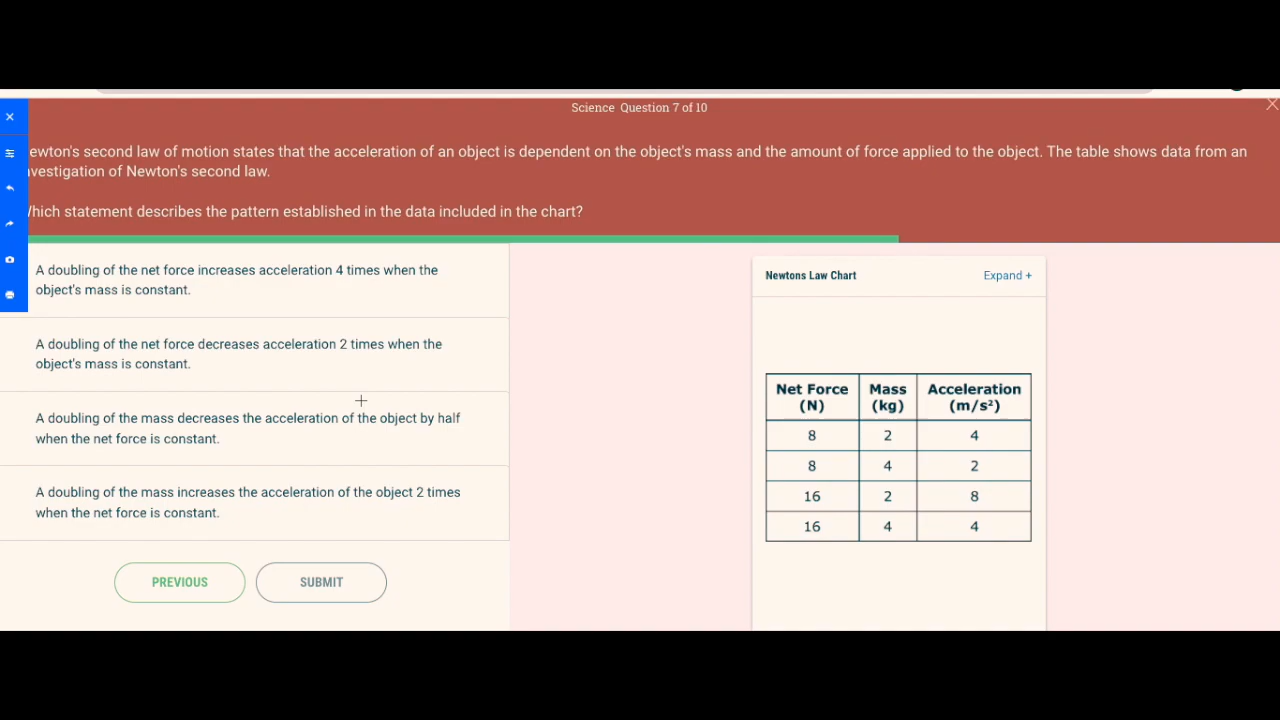 Science Question 7 of 10
ewton's second law of motion states that the acceleration of an object is dependent on the object's mass and the amount of force applied to the object. The table shows data from an
vestigation of Newton's second law.
hich statement describes the pattern established in the data included in the chart?
A doubling of the net force increases acceleration 4 times when the
object's mass is constant.
A doubling of the net force decreases acceleration 2 times when the
object's mass is constant.
A doubling of the mass decreases the acceleration of the object by half
when the net force is constant.
A doubling of the mass increases the acceleration of the object 2 times
when the net force is constant.
PREVIOUS SUBMIT
Newtons Law Chart Expand +
Net Force Mass Acceleration
(N) (kg) (m/s²)
8 2 4
8 4 2
16 2 8
16 4 4